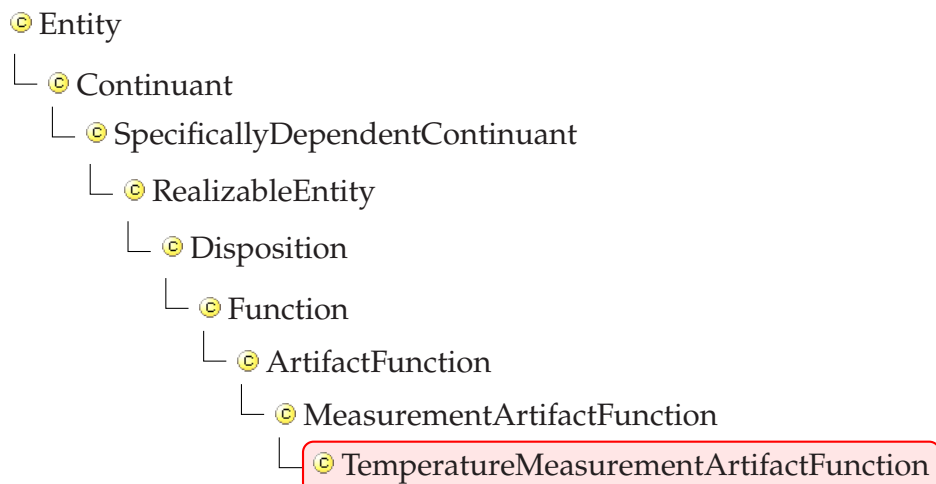 Entity
Continuant
SpecificallyDependentContinuant
RealizableEntity
Disposition
Function
ArtifactFunction
MeasurementArtifactFunction
TemperatureMeasurementArtifactFunction